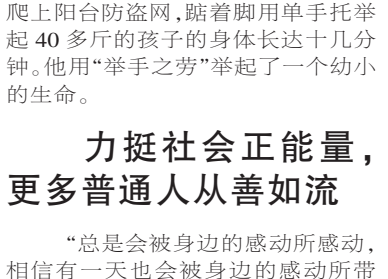 爬上阳台防盗网,踮着脚用单手托举
起 40 多斤的孩子的身体长达十几分
钟。他用“举手之劳”举起了一个幼小
的生命。
力挺社会正能量,
更多普通人从善如流
“总是会被身边的感动所感动,
相信有一天也会被身边的感动所带